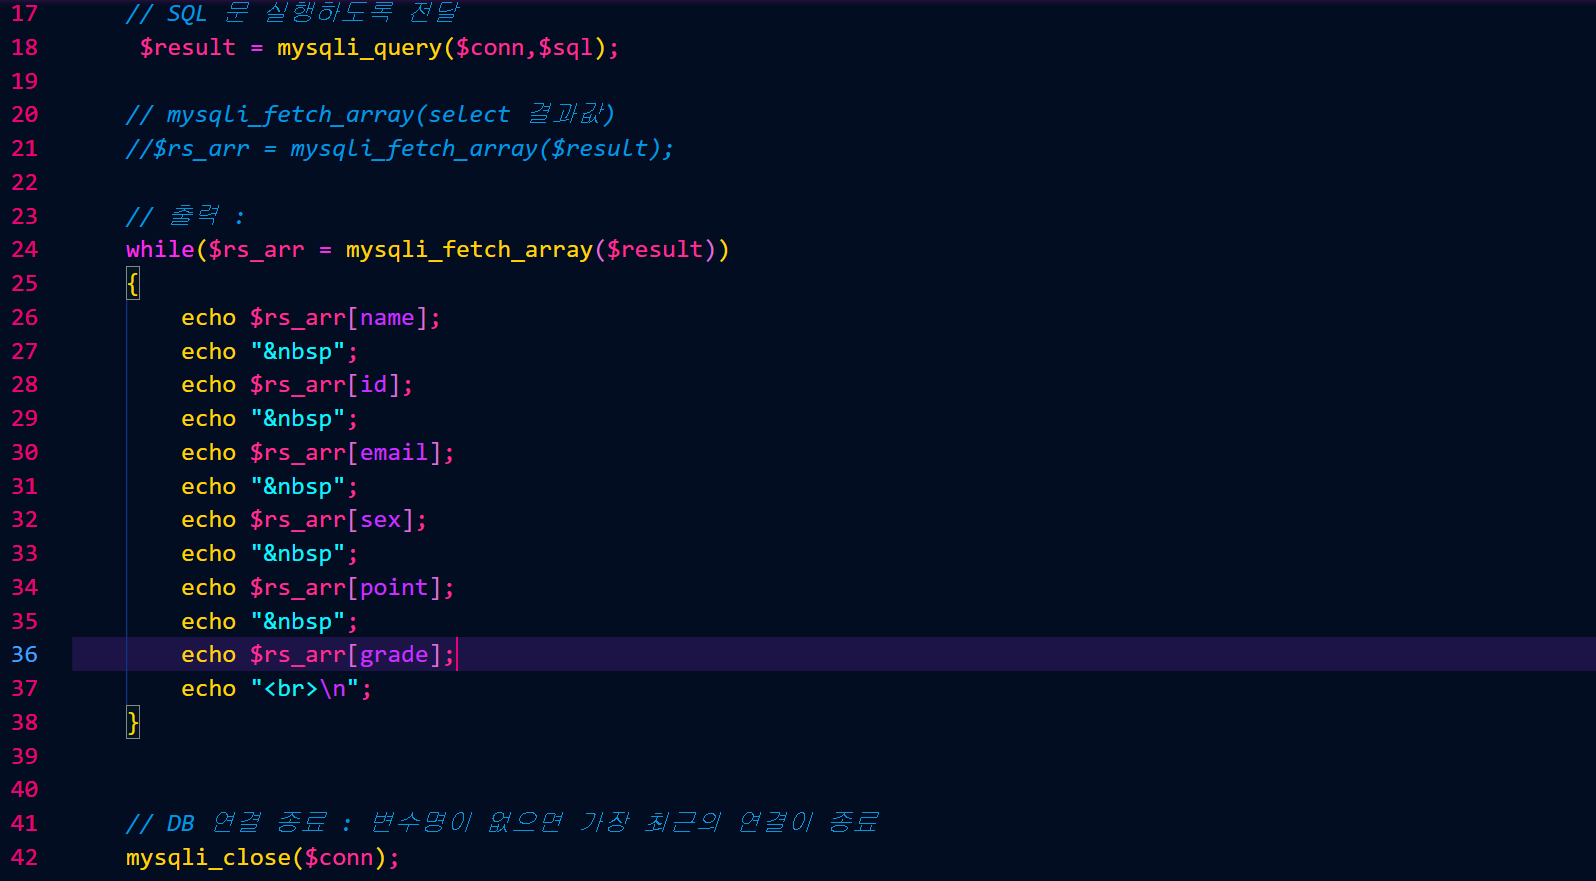 17 // SQL 문 실행하도록 전달
18 $result = mysqli_query($conn,$sql);
19
20 // mysqli_fetch_array(select 결과값)
21 //$rs_arr = mysqli_fetch_array($result);
22
23 // 출력 :
24 while($rs_arr = mysqli_fetch_array($result))
25 {
26 echo $rs_arr[name];
27 echo "&nbsp";
28 echo $rs_arr[id];
29 echo "&nbsp";
30 echo $rs_arr[email];
31 echo "&nbsp";
32 echo $rs_arr[sex];
33 echo "&nbsp";
34 echo $rs_arr[point];
35 echo "&nbsp";
36 echo $rs_arr[grade];
37 echo "<br>\n";
38 }
39
40
41 // DB 연결 종료 : 변수명이 없으면 가장 최근의 연결이 종료
42 mysqli_close($conn);